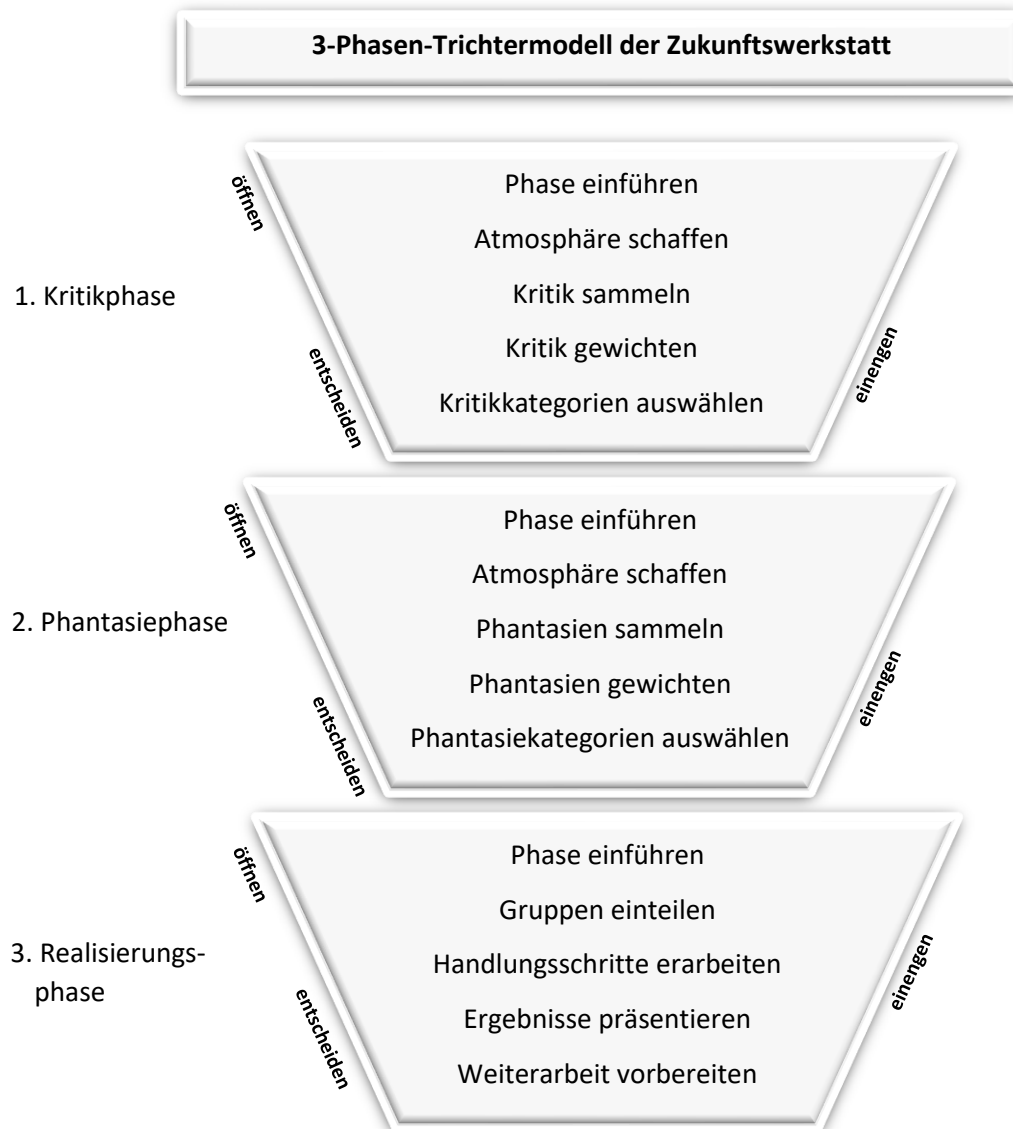 3-Phasen-Trichtermodell der Zukunftswerkstatt
öffnen
Phase einführen
Atmosphäre schaffen
1. Kritikphase
Kritik sammeln
Kritik gewichten
entscheiden
einengen
Kritikkategorien auswählen
öffnen
Phase einführen
Atmosphäre schaffen
2. Phantasiephase
Phantasien sammeln
Phantasien gewichten
entscheiden
einengen
Phantasiekategorien auswählen
öffnen
Phase einführen
Gruppen einteilen
3. Realisierungs-
phase
Handlungsschritte erarbeiten
Ergebnisse präsentieren
entscheiden
einengen
Weiterarbeit vorbereiten